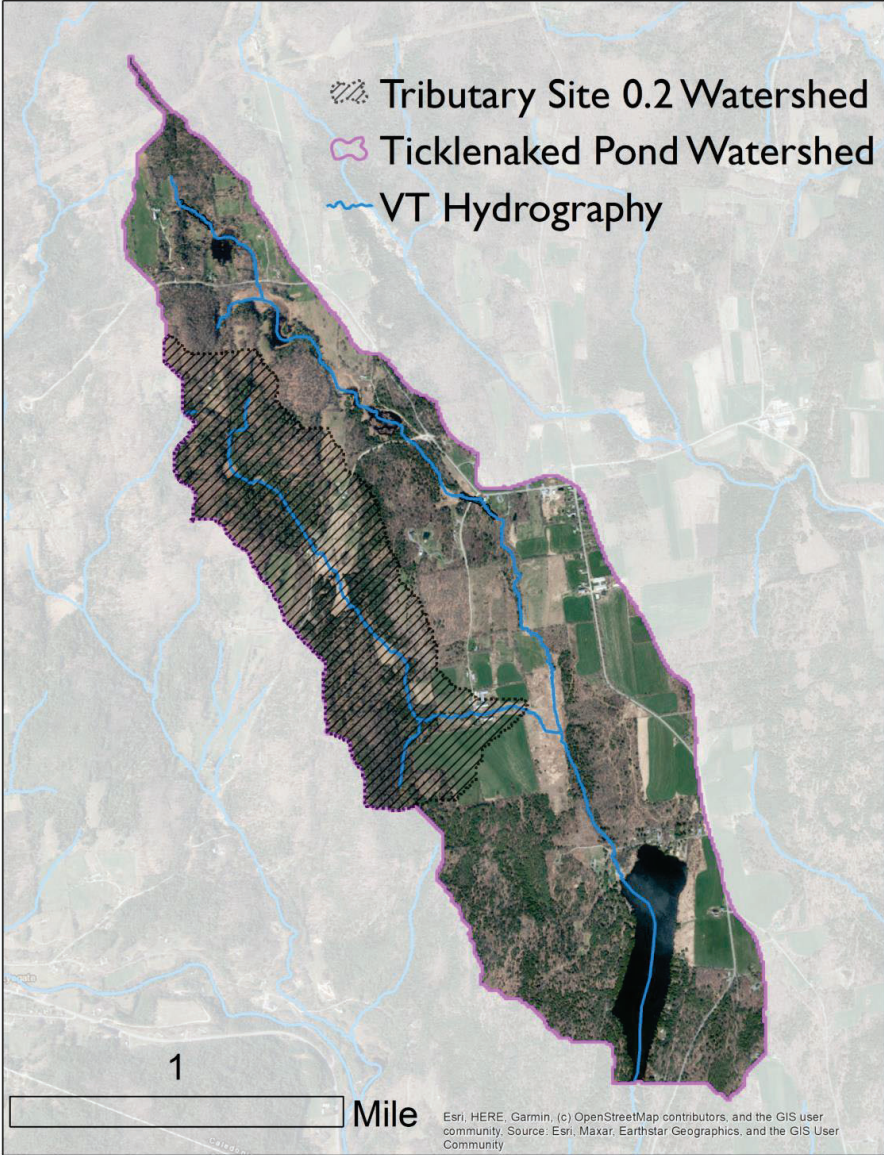 Tributary Site 0.2 Watershed
Ticklenaked Pond Watershed
VT Hydrography
1
Mile
Esri, HERE, Garmin, (c) OpenStreetMap contributors, and the GIS user
community, Source: Esri, Maxar, Earthstar Geographics, and the GIS User
Community